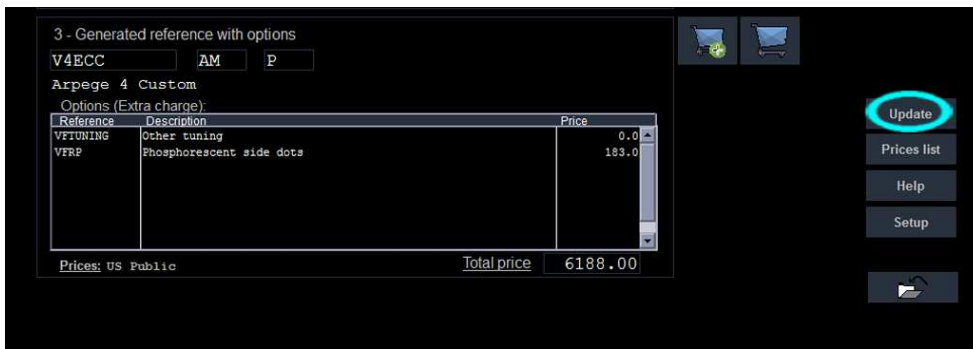 3 - Generated reference with options
V4ECC AM P
Arpege 4 Custom
Options (Extra charge):
Reference Description Price
VFTUNING Other tuning 0.0
VFRP Phosphorescent side dots 183.0
Prices: US Public Total price 6188.00
Update
Prices list
Help
Setup